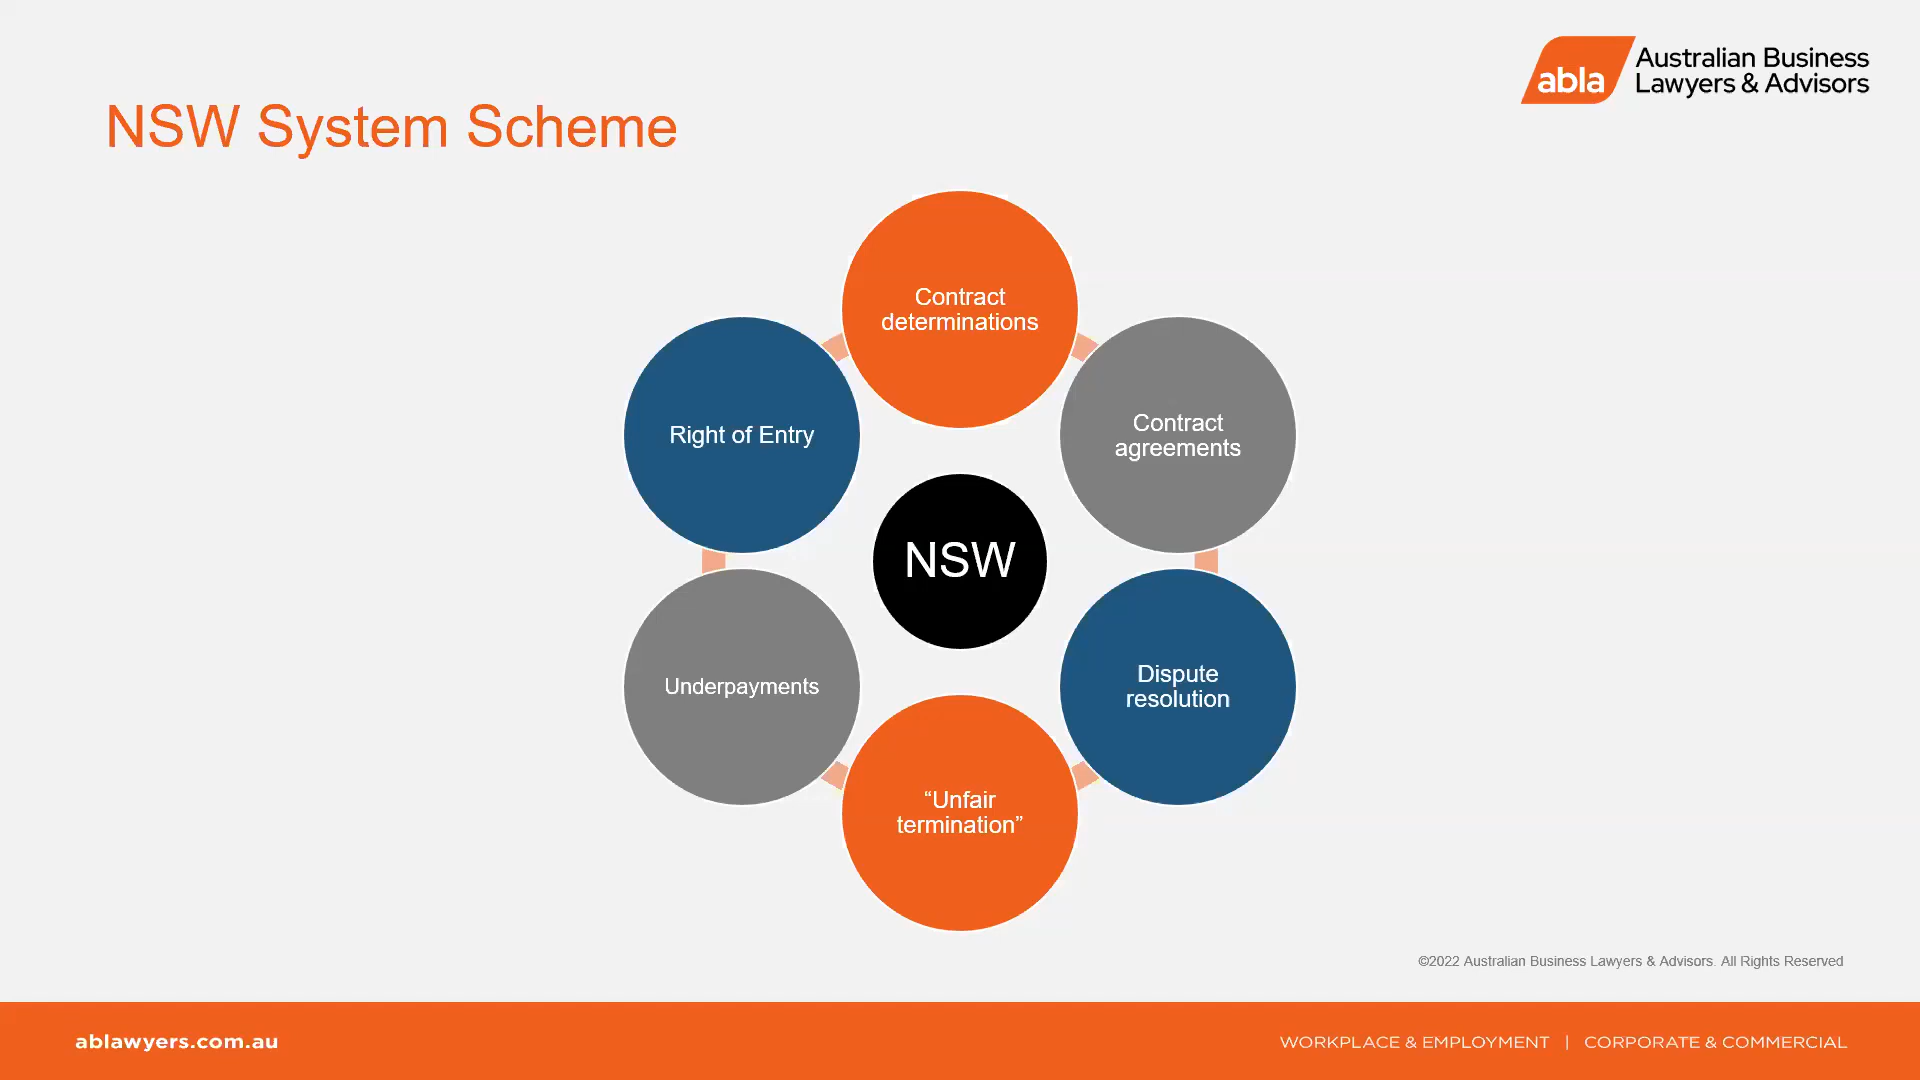 abla
Australian Business
Lawyers & Advisors
NSW System Scheme
Contract
determinations
Contract
agreements
Dispute
resolution
“Unfair
termination”
Underpayments
Right of Entry
NSW
©2022 Australian Business Lawyers & Advisors. All Rights Reserved
ablawyers.com.au
WORKPLACE & EMPLOYMENT | CORPORATE & COMMERCIAL